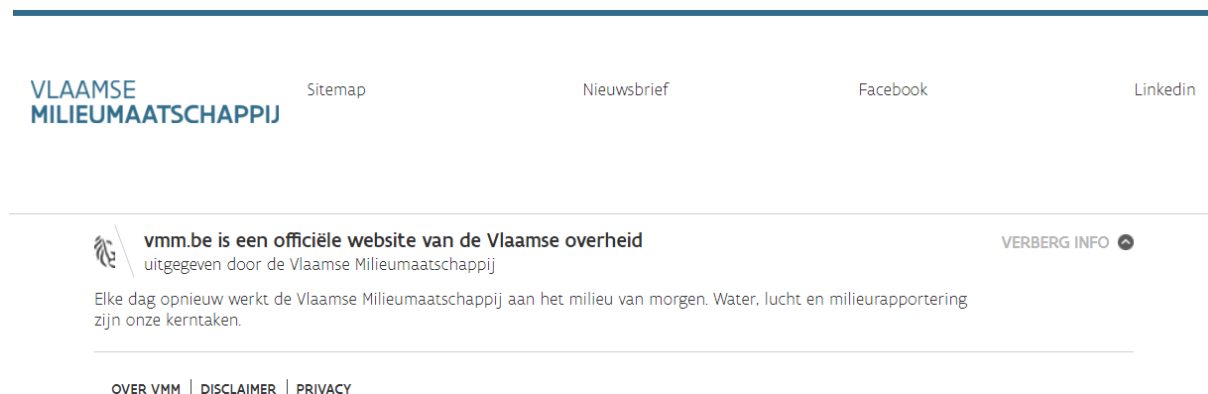 VLAAMSE
MILIEUMAATSCHAPPIJ
Sitemap
Nieuwsbrief
Facebook
Linkedin
vmm.be is een officiële website van de Vlaamse overheid
uitgegeven door de Vlaamse Milieumaatschappij
VERBERG INFO
Elke dag opnieuw werkt de Vlaamse Milieumaatschappij aan het milieu van morgen. Water, lucht en milieurapportering
zijn onze kerntaken.
OVER VMM | DISCLAIMER | PRIVACY